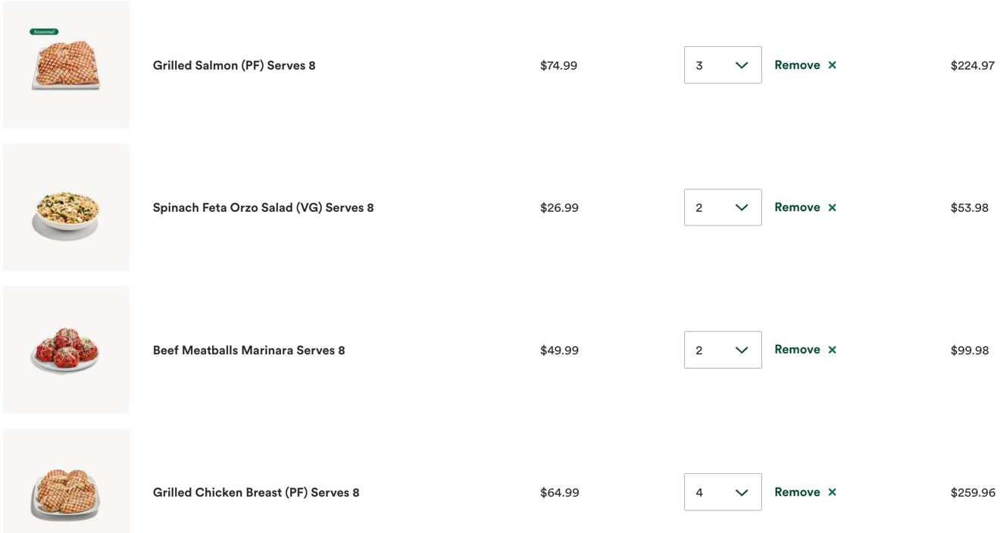 Seasonal
Grilled Salmon (PF) Serves 8 $74.99 3 Remove × $224.97
Spinach Feta Orzo Salad (VG) Serves 8 $26.99 2 Remove × $53.98
Beef Meatballs Marinara Serves 8 $49.99 2 Remove × $99.98
Grilled Chicken Breast (PF) Serves 8 $64.99 4 Remove × $259.96